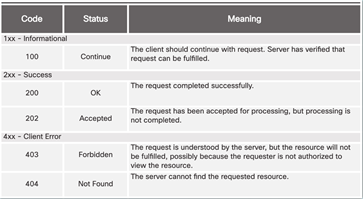 Code Status Meaning
1xx - Informational
100 Continue The client should continue with request. Server has verified that
request can be fulfilled.
2xx - Success
200 OK The request completed successfully.
202 Accepted The request has been accepted for processing, but processing is
not completed.
4xx - Client Error
403 Forbidden The request is understood by the server, but the resource will not
be fulfilled, possibly because the requester is not authorized to
view the resource.
404 Not Found The server cannot find the requested resource.